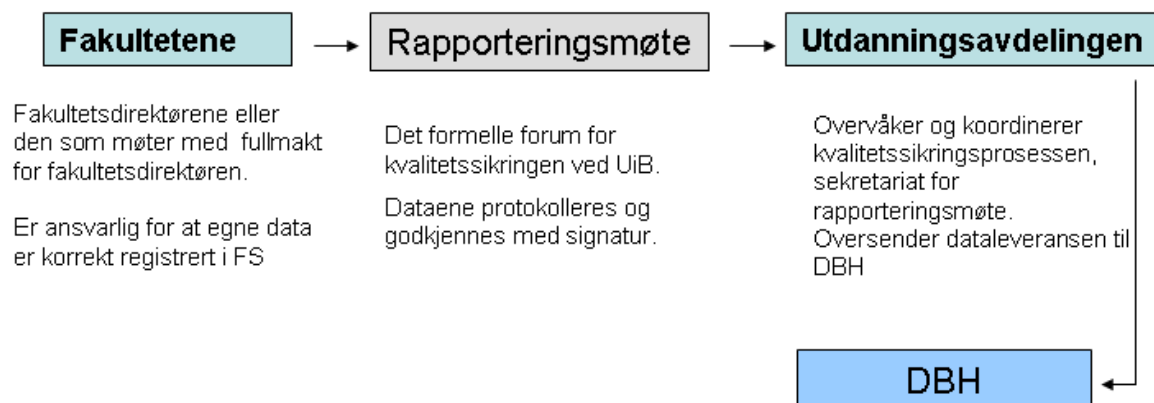 Fakultetene
Fakultetsdirektørene eller
den som møter med fullmakt
for fakultetsdirektøren.
Er ansvarlig for at egne data
er korrekt registrert i FS
Rapporteringsmøte
Det formelle forum for
kvalitetssikringen ved UiB.
Dataene protokolleres og
godkjennes med signatur.
Utdanningsavdelingen
Overvåker og koordinerer
kvalitetssikringsprosessen,
sekretariat for
rapporteringsmøte.
Oversender dataleveransen til
DBH
DBH